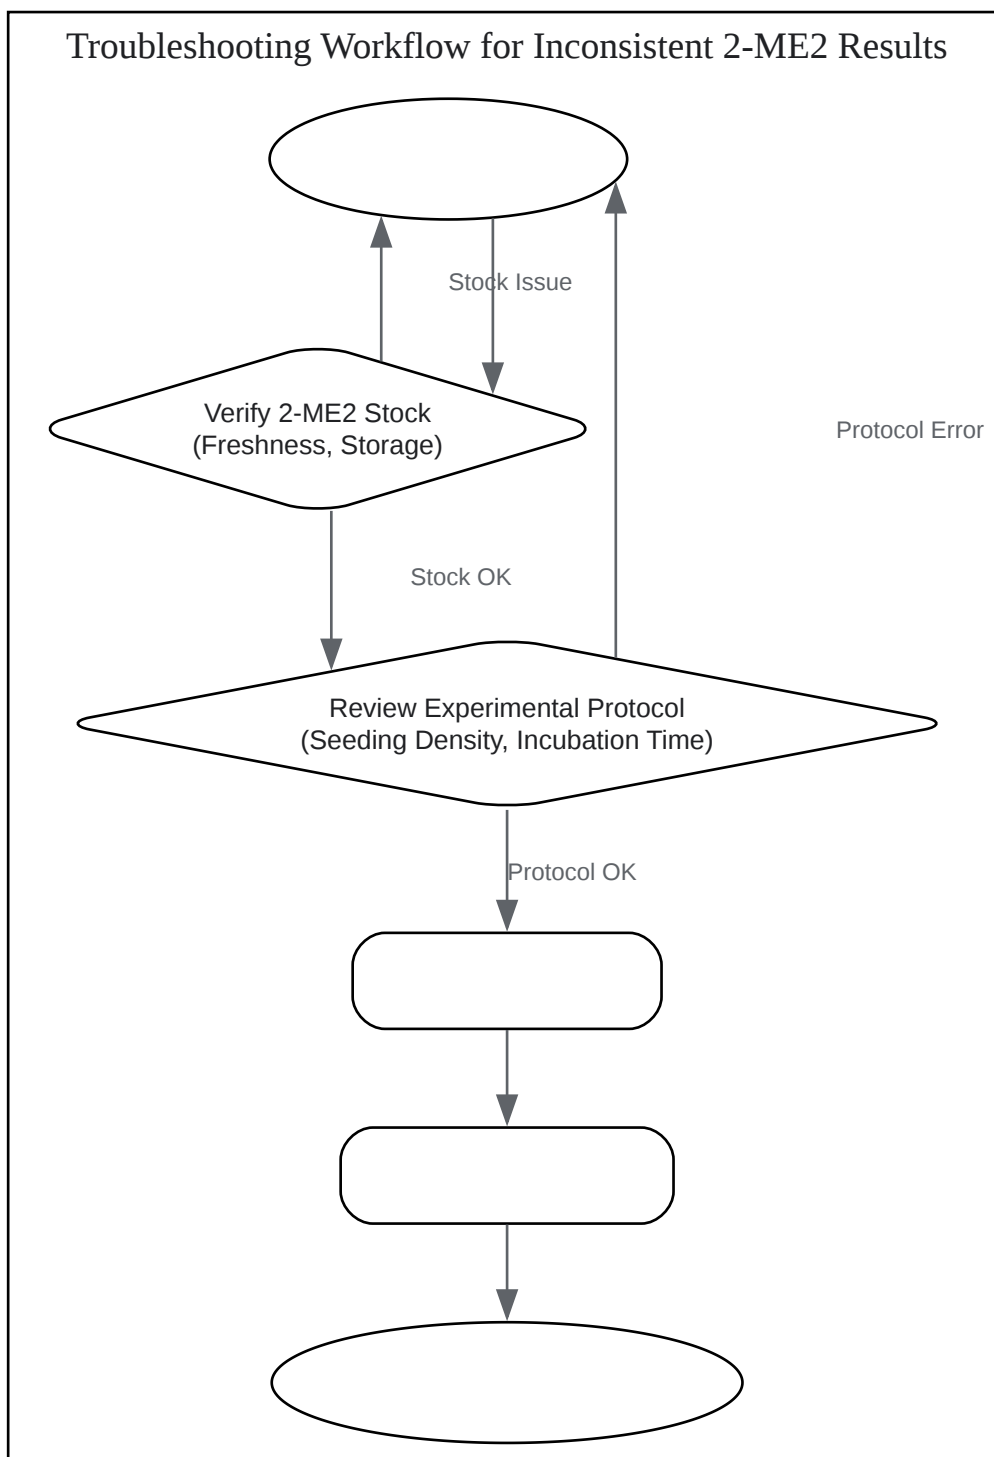 Troubleshooting Workflow for Inconsistent 2-ME2 Results
Stock Issue
Verify 2-ME2 Stock
(Freshness, Storage)
Protocol Error
Stock OK
Review Experimental Protocol
(Seeding Density, Incubation Time)
Protocol OK